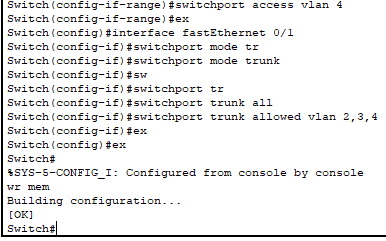 Switch(config-if-range)#switchport access vlan 4
Switch(config-if-range)#ex
Switch(config)#interface fastEthernet 0/1
Switch(config-if)#switchport mode tr
Switch(config-if)#switchport mode trunk
Switch(config-if)#sw
Switch(config-if)#switchport tr
Switch(config-if)#switchport trunk all
Switch(config-if)#switchport trunk allowed vlan 2,3,4
Switch(config-if)#ex
Switch(config)#ex
Switch#
%SYS-5-CONFIG_I: Configured from console by console
wr mem
Building configuration...
[OK]
Switch#